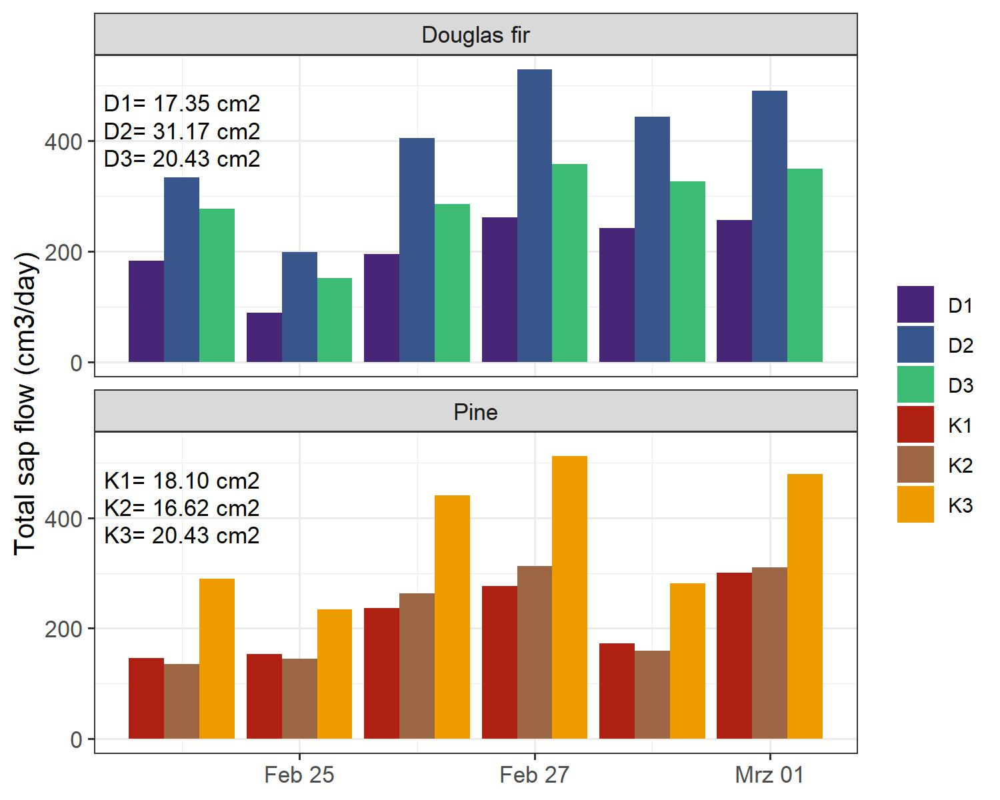 Douglas fir
D1= 17.35 cm2
D2= 31.17 cm2
D3= 20.43 cm2
400
200
0
Total sap flow (cm3/day)
Pine
K1= 18.10 cm2
K2= 16.62 cm2
K3= 20.43 cm2
400
200
0
Feb 25
Feb 27
Mrz 01
D1
D2
D3
K1
K2
K3